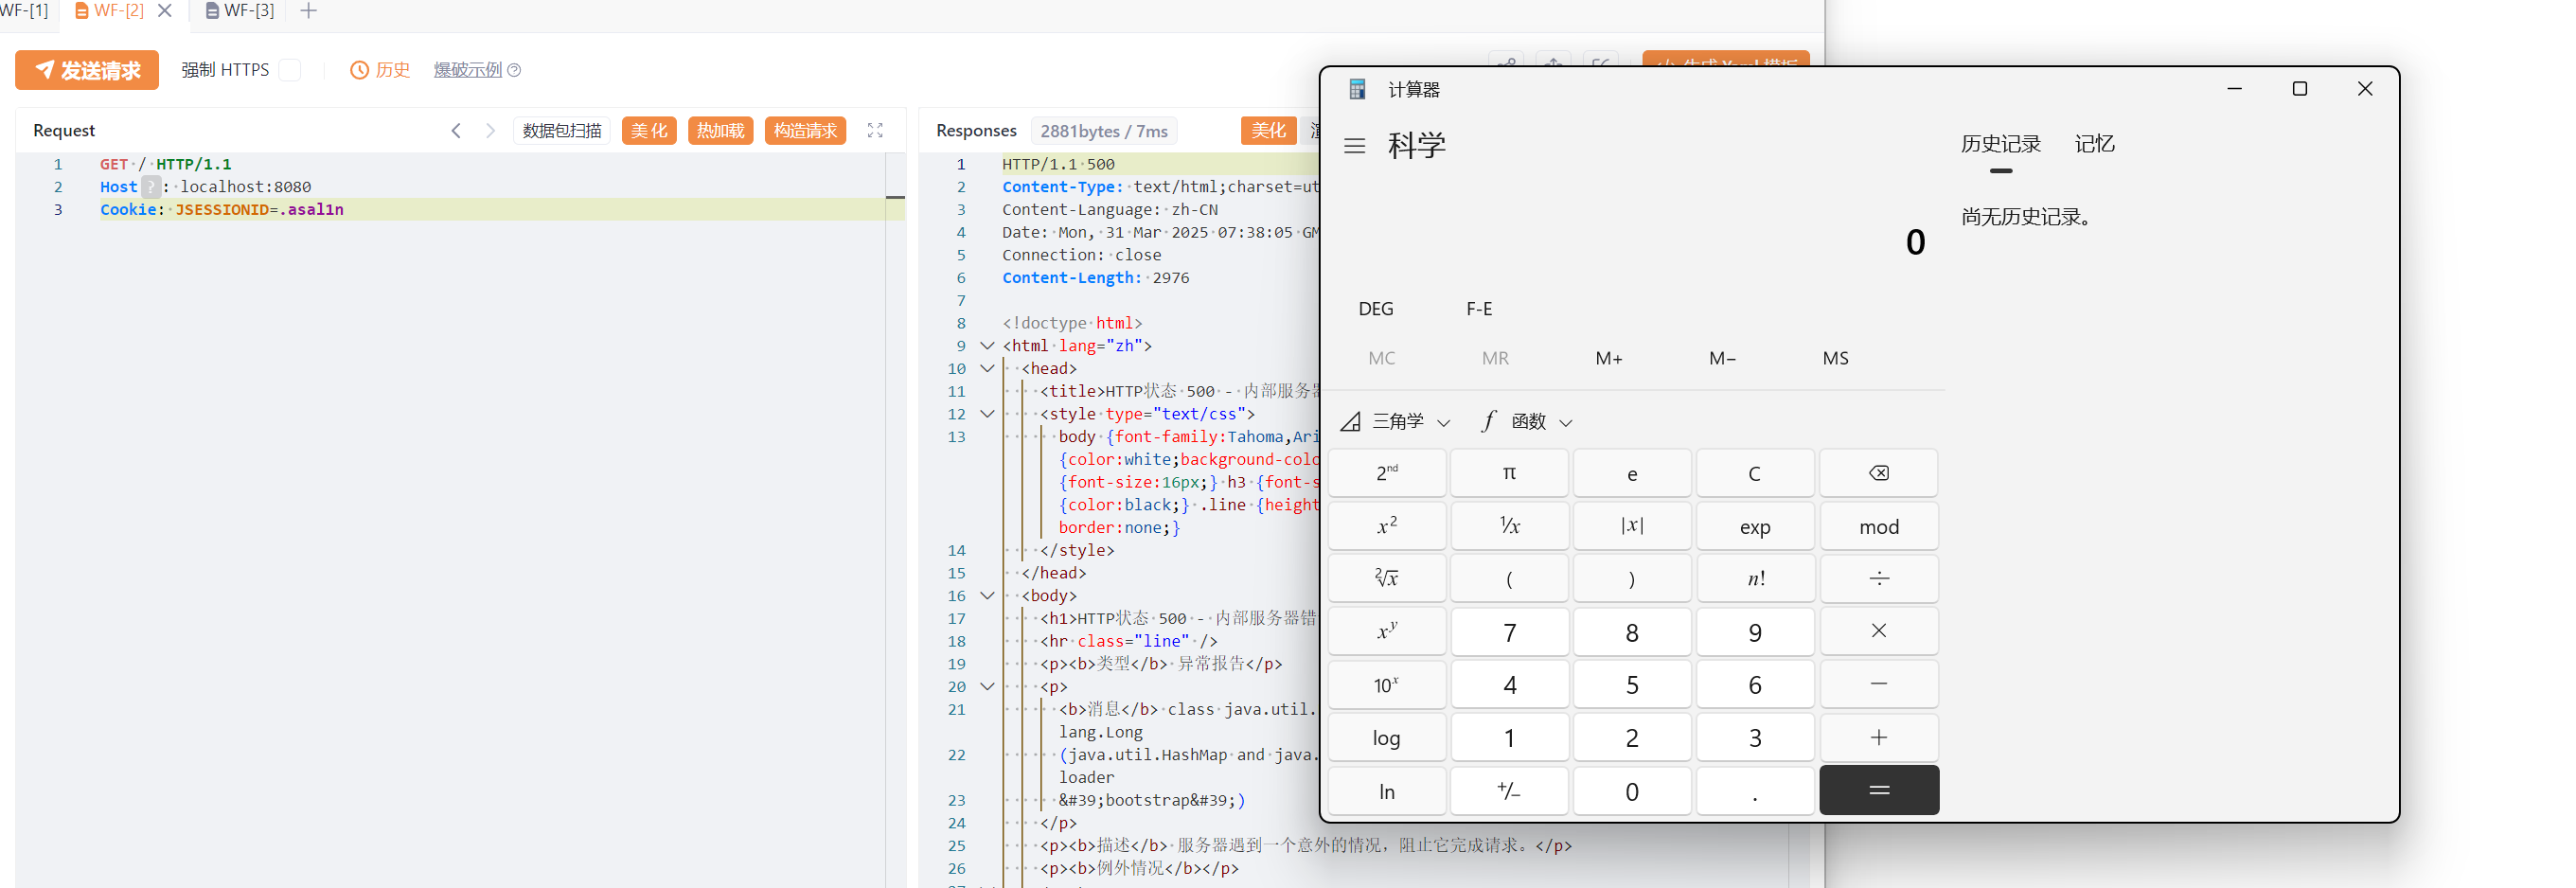 WF-[1] WF-[2] WF-[3]
发送请求 强制 HTTPS 历史 爆破示例
Request 数据包扫描 美化 热加载 构造请求
1 GET / HTTP/1.1
2 Host ? : localhost:8080
3 Cookie: JSESSIONID=.asal1n
Responses 2881bytes / 7ms 美化
1 HTTP/1.1 500
2 Content-Type: text/html;charset=ut
3 Content-Language: zh-CN
4 Date: Mon, 31 Mar 2025 07:38:05 GM
5 Connection: close
6 Content-Length: 2976
7
8 <!doctype html>
9 <html lang="zh">
10 <head>
11 <title>HTTP状态 500 - 内部服务器
12 <style type="text/css">
13 body {font-family:Tahoma,Ari
{color:white;background-colo
{font-size:16px;} h3 {font-s
{color:black;} .line {height
border:none;}
14 </style>
15 </head>
16 <body>
17 <h1>HTTP状态 500 - 内部服务器错
18 <hr class="line" />
19 <p><b>类型</b> 异常报告</p>
20 <p>
21 <b>消息</b> class java.util.
lang.Long
22 (java.util.HashMap and java.
loader
23 &#39;bootstrap&#39;)
24 </p>
25 <p><b>描述</b> 服务器遇到一个意外的情况，阻止它完成请求。</p>
26 <p><b>例外情况</b></p>
计算器
科学
历史记录 记忆
尚无历史记录。
0
DEG F-E
MC MR M+ M− MS
三角学 f 函数
2nd π e C
x² ¹/x |x| exp mod
²√x ( ) n! ÷
xʸ 7 8 9 ×
10ˣ 4 5 6 −
log 1 2 3 +
ln +/− 0 . =